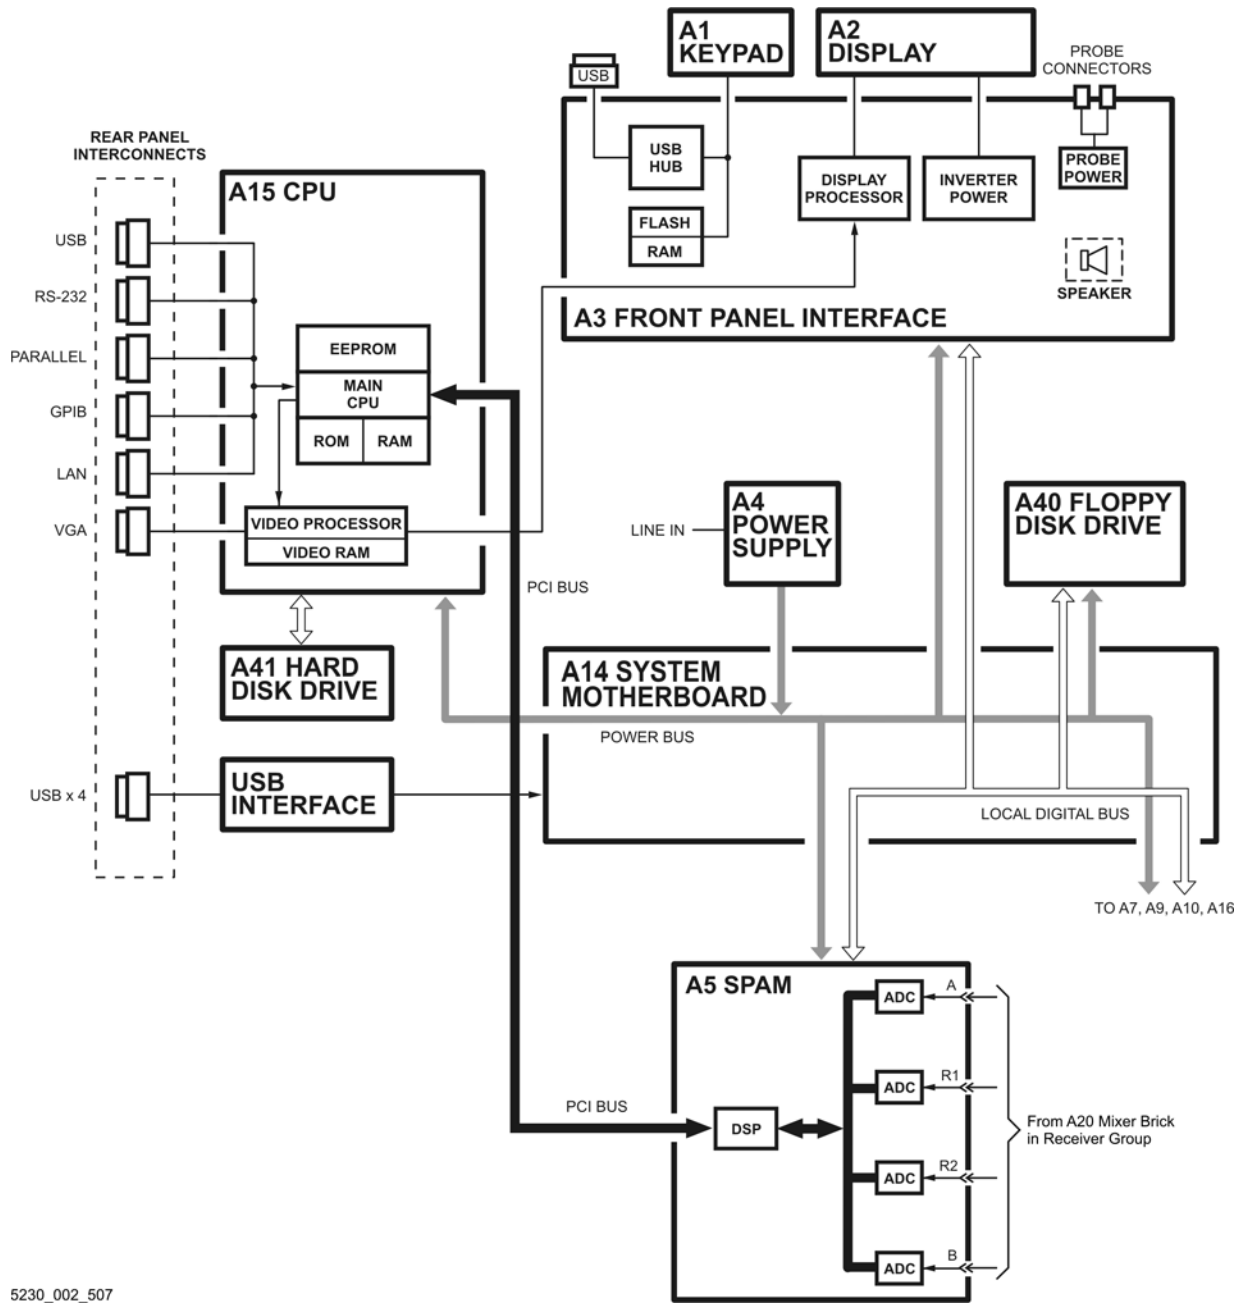 A1
KEYPAD
A2
DISPLAY
PROBE
CONNECTORS
USB
REAR PANEL
INTERCONNECTS
A15 CPU
USB
HUB
DISPLAY
PROCESSOR
INVERTER
POWER
PROBE
POWER
FLASH
RAM
SPEAKER
A3 FRONT PANEL INTERFACE
USB
RS-232
PARALLEL
GPIB
LAN
VGA
EEPROM
MAIN
CPU
ROM
RAM
VIDEO PROCESSOR
VIDEO RAM
PCI BUS
LINE IN
A4
POWER
SUPPLY
A40 FLOPPY
DISK DRIVE
A41 HARD
DISK DRIVE
A14 SYSTEM
MOTHERBOARD
POWER BUS
USB x 4
USB
INTERFACE
LOCAL DIGITAL BUS
TO A7, A9, A10, A16
A5 SPAM
ADC
A
ADC
R1
PCI BUS
DSP
From A20 Mixer Brick
in Receiver Group
ADC
R2
ADC
B
5230_002_507